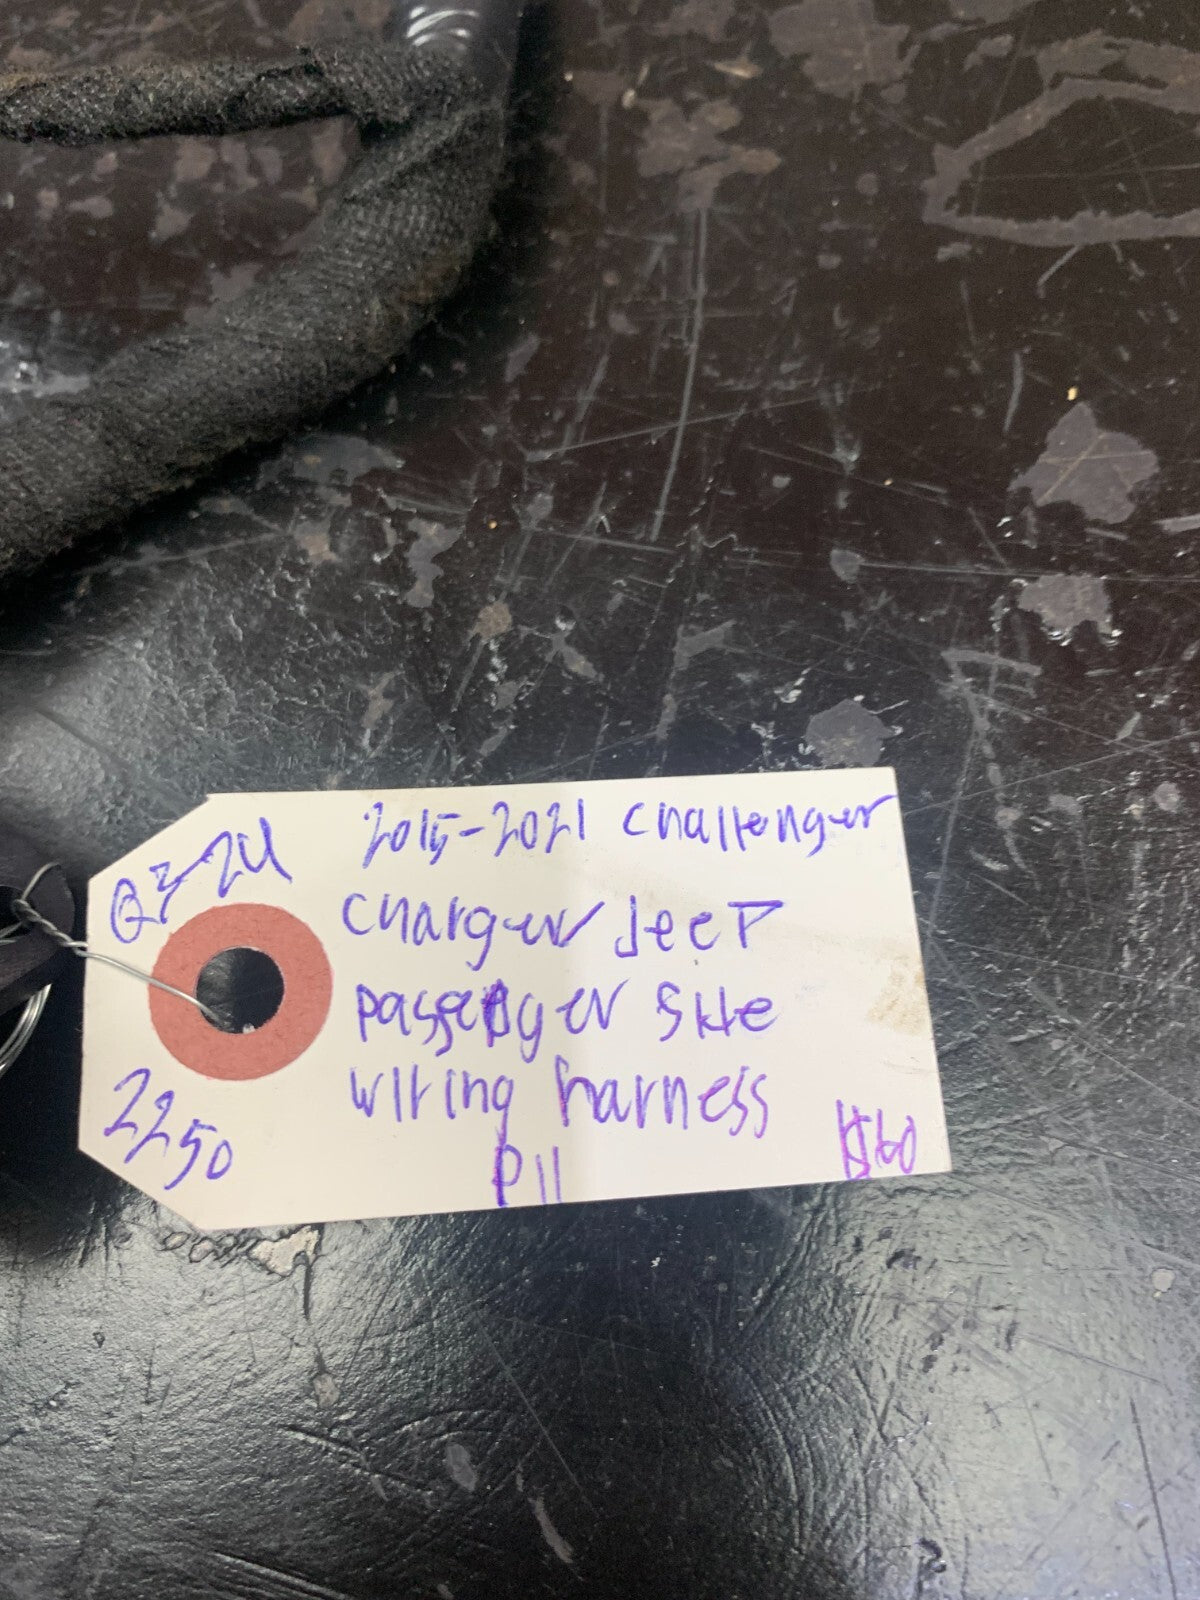 Q3-24
2015-2021 challenger
charger Jeep
passenger side
wiring harness
2250
P11
$60